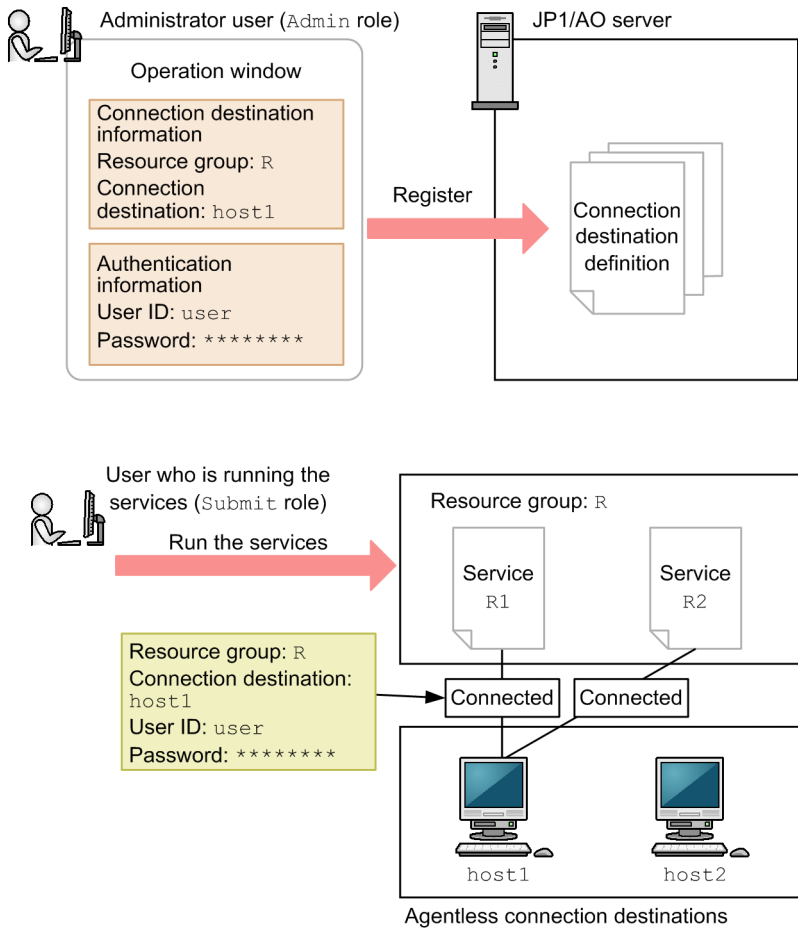 Administrator user (Admin role)
JP1/AO server
Operation window
Connection destination
information
Resource group: R
Connection
destination: host1
Authentication
information
User ID: user
Password: ********
Register
Connection
destination
definition
User who is running the
services (Submit role)
Run the services
Resource group: R
Service
R1
Service
R2
Resource group: R
Connection destination:
host1
User ID: user
Password: ********
Connected
Connected
host1
host2
Agentless connection destinations